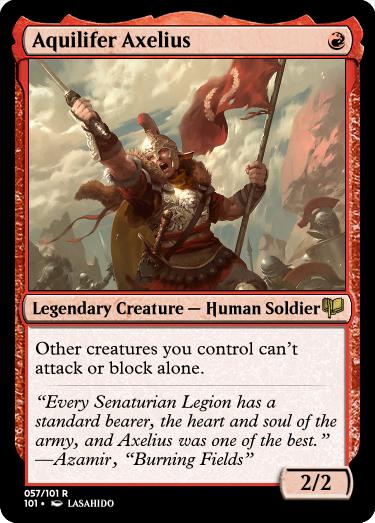 Aquilifer Axelius
Legendary Creature — Human Soldier
Other creatures you control can't
attack or block alone.
“Every Senaturian Legion has a
standard bearer, the heart and soul of the
army, and Axelius was one of the best.”
—Azamir, “Burning Fields”
2/2
057/101 R
101 • LASAHIDO